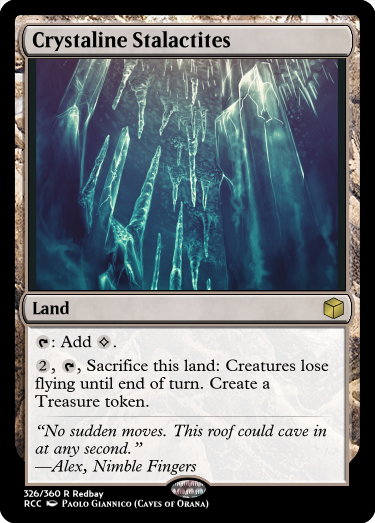 Crystaline Stalactites
Land
: Add .
2, , Sacrifice this land: Creatures lose
flying until end of turn. Create a
Treasure token.
“No sudden moves. This roof could cave in
at any second.”
—Alex, Nimble Fingers
326/360 R Redbay
RCC Paolo Giannico (Caves of Orana)